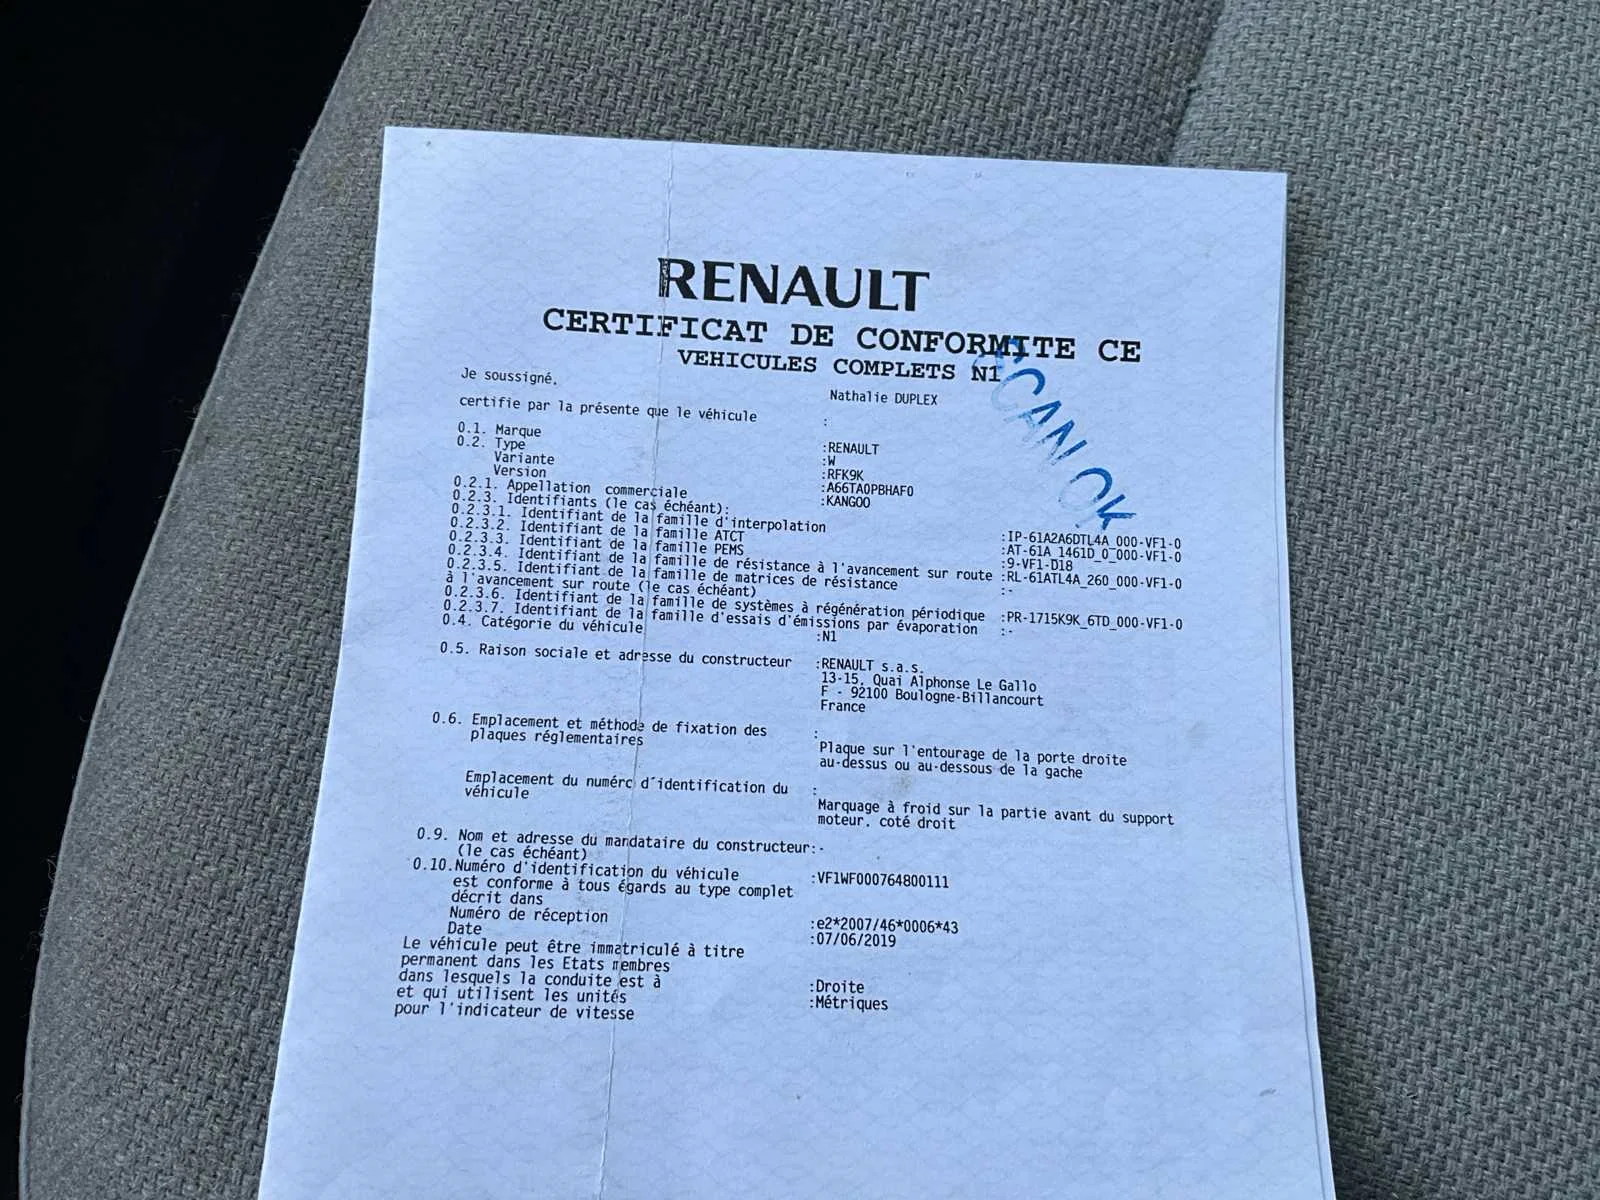 RENAULT
CERTIFICAT DE CONFORMITE CE
VEHICULES COMPLETS N1
SCAN OK
Je soussigné,
Nathalie DUPLEX
certifie par la présente que le véhicule :
0.1. Marque :RENAULT
0.2. Type :W
Variante :RFK9K
Version :A66TA0PBHAF0
0.2.1. Appellation commerciale :KANGOO
0.2.3. Identifiants (le cas échéant):
0.2.3.1. Identifiant de la famille d'interpolation :IP-61A2A6DTL4A_000-VF1-0
0.2.3.2. Identifiant de la famille ATCT :AT-61A_1461D_0_000-VF1-0
0.2.3.3. Identifiant de la famille PEMS :9-VF1-D18
0.2.3.4. Identifiant de la famille de résistance à l'avancement sur route :RL-61ATL4A_260_000-VF1-0
0.2.3.5. Identifiant de la famille de matrices de résistance :-
à l'avancement sur route (le cas échéant)
0.2.3.6. Identifiant de la famille de systèmes à régénération périodique :PR-1715K9K_6TD_000-VF1-0
0.2.3.7. Identifiant de la famille d'essais d'émissions par évaporation :-
0.4. Catégorie du véhicule :N1
0.5. Raison sociale et adresse du constructeur :RENAULT s.a.s.
13-15, Quai Alphonse Le Gallo
F - 92100 Boulogne-Billancourt
France
0.6. Emplacement et méthode de fixation des :
plaques réglementaires
Plaque sur l'entourage de la porte droite
au-dessus ou au-dessous de la gache
Emplacement du numéro d'identification du :
véhicule
Marquage à froid sur la partie avant du support
moteur, coté droit
0.9. Nom et adresse du mandataire du constructeur:-
(le cas échéant)
0.10.Numéro d'identification du véhicule :VF1WF000764800111
est conforme à tous égards au type complet
décrit dans
Numéro de réception :e2*2007/46*0006*43
Date :07/06/2019
Le véhicule peut être immatriculé à titre
permanent dans les Etats membres
dans lesquels la conduite est à :Droite
et qui utilisent les unités :Métriques
pour l'indicateur de vitesse